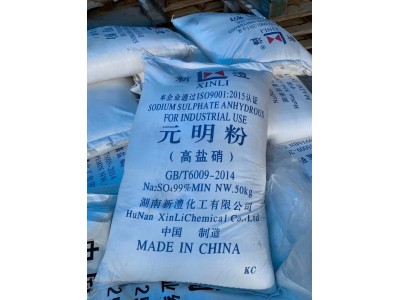 新 澧
XINLI
本企业通过ISO9001:2015认证
SODIUM SULPHATE ANHYDROUS
FOR INDUSTRIAL USE
元明粉
(高盐硝)
GB/T6009-2014
Na₂SO₄99%MIN NW.50kg
湖南新澧化工有限公司
HuNan XinLiChemical Co.,Ltd
中国 制造
MADE IN CHINA
KC